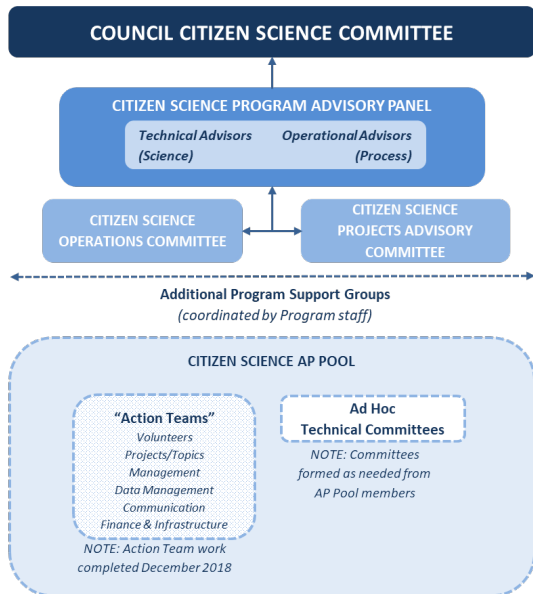 COUNCIL CITIZEN SCIENCE COMMITTEE
CITIZEN SCIENCE PROGRAM ADVISORY PANEL
Technical Advisors
(Science)
Operational Advisors
(Process)
CITIZEN SCIENCE
OPERATIONS COMMITTEE
CITIZEN SCIENCE
PROJECTS ADVISORY
COMMITTEE
Additional Program Support Groups
(coordinated by Program staff)
CITIZEN SCIENCE AP POOL
“Action Teams”
Volunteers
Projects/Topics
Management
Data Management
Communication
Finance & Infrastructure
NOTE: Action Team work
completed December 2018
Ad Hoc
Technical Committees
NOTE: Committees
formed as needed from
AP Pool members